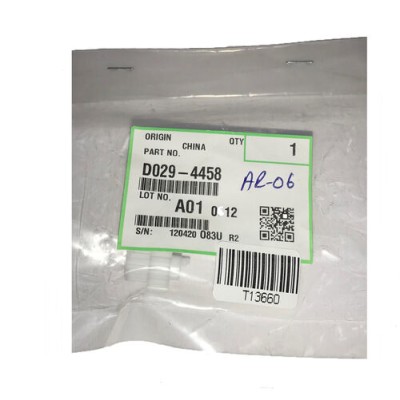 ORIGIN CHINA QTY 1
PART NO.
D029-4458
AR-06
LOT NO.
A01 0 12
S/N: 120420 083U R2
T13660